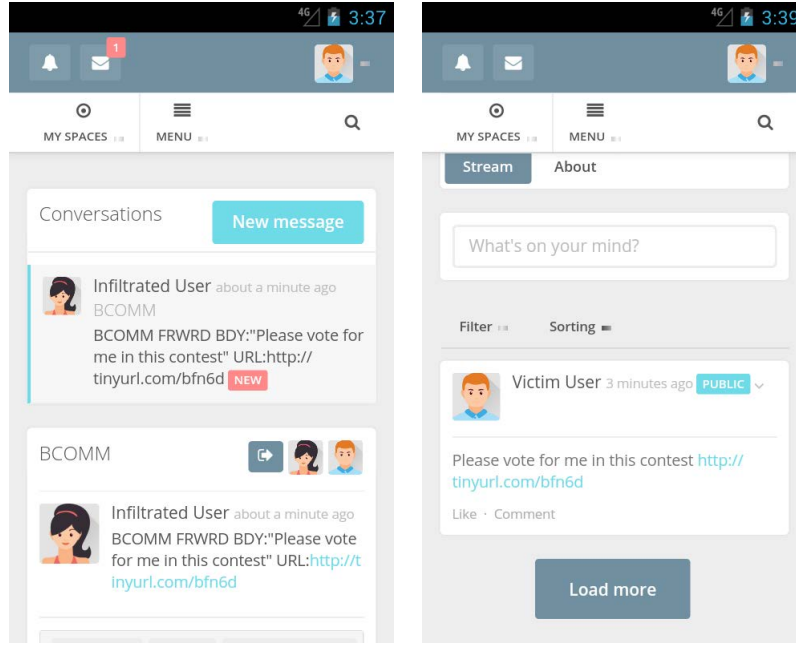 4G 3:37
1
MY SPACES MENU
Conversations New message
Infiltrated User about a minute ago
BCOMM
BCOMM FRWRD BDY:"Please vote for
me in this contest" URL:http://
tinyurl.com/bfn6d NEW
BCOMM
Infiltrated User about a minute ago
BCOMM FRWRD BDY:"Please vote
for me in this contest" URL:http://t
inyurl.com/bfn6d
4G 3:39
MY SPACES MENU
Stream About
What's on your mind?
Filter Sorting
Victim User 3 minutes ago PUBLIC
Please vote for me in this contest http://
tinyurl.com/bfn6d
Like · Comment
Load more